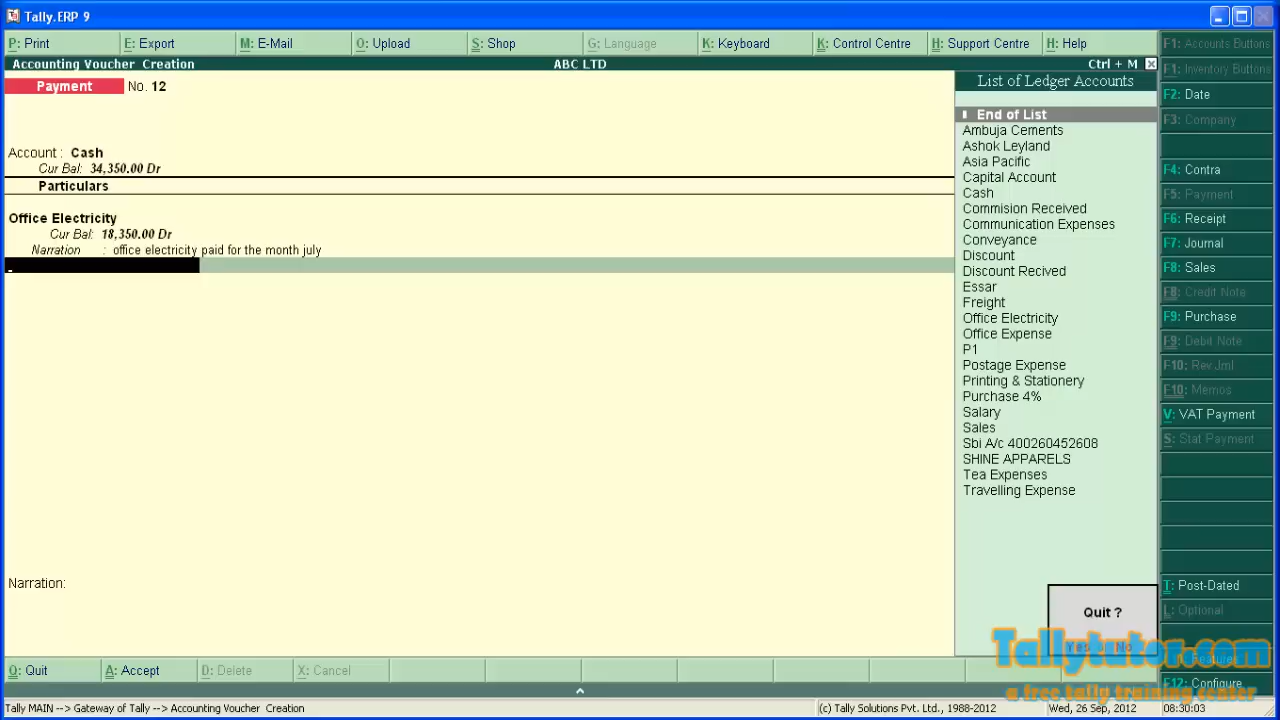 Tally.ERP 9
P: Print E: Export M: E-Mail O: Upload S: Shop G: Language K: Keyboard K: Control Centre H: Support Centre H: Help
F1: Accounts Buttons
Accounting Voucher Creation ABC LTD Ctrl + M
F1: Inventory Buttons
Payment No. 12
List of Ledger Accounts
F2: Date
F3: Company
End of List
Ambuja Cements
Ashok Leyland
Asia Pacific
Capital Account
Cash
Commision Received
Communication Expenses
Conveyance
Discount
Discount Recived
Essar
Freight
Office Electricity
Office Expense
P1
Postage Expense
Printing & Stationery
Purchase 4%
Salary
Sales
Sbi A/c 400260452608
SHINE APPARELS
Tea Expenses
Travelling Expense
Account : Cash
Cur Bal: 34,350.00 Dr
Particulars
Office Electricity
Cur Bal: 18,350.00 Dr
Narration : office electricity paid for the month july
Narration:
F4: Contra
F5: Payment
F6: Receipt
F7: Journal
F8: Sales
F8: Credit Note
F9: Purchase
F9: Debit Note
F10: Rev Jrnl
F10: Memos
V: VAT Payment
S: Stat Payment
T: Post-Dated
L: Optional
Features
F12: Configure
Quit ?
Yes or No
Tallytutor.com
a free tally training center
Q: Quit A: Accept D: Delete X: Cancel
Tally MAIN --> Gateway of Tally --> Accounting Voucher Creation (c) Tally Solutions Pvt. Ltd., 1988-2012 Wed, 26 Sep, 2012 08:30:03